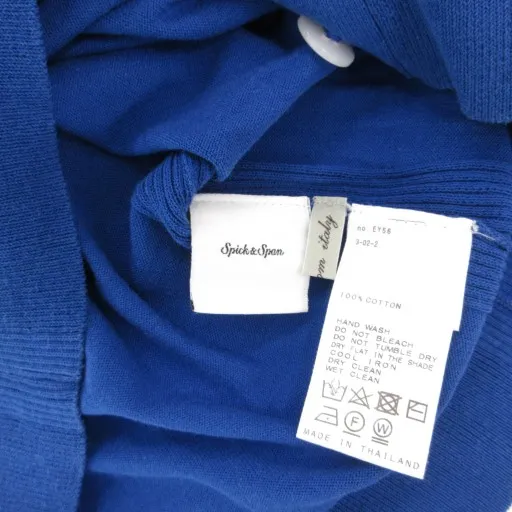 Spick & Span
om italy
no. EY58
3-02-2
100% COTTON
HAND WASH
DO NOT BLEACH
DO NOT TUMBLE DRY
DRY FLAT IN THE SHADE
COOL IRON
DRY CLEAN
WET CLEAN
F
W
MADE IN THAILAND